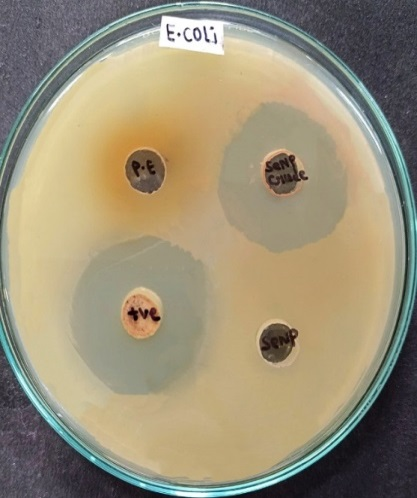 E.coli
P.E
SeNP
Crude
+ve
SeNP